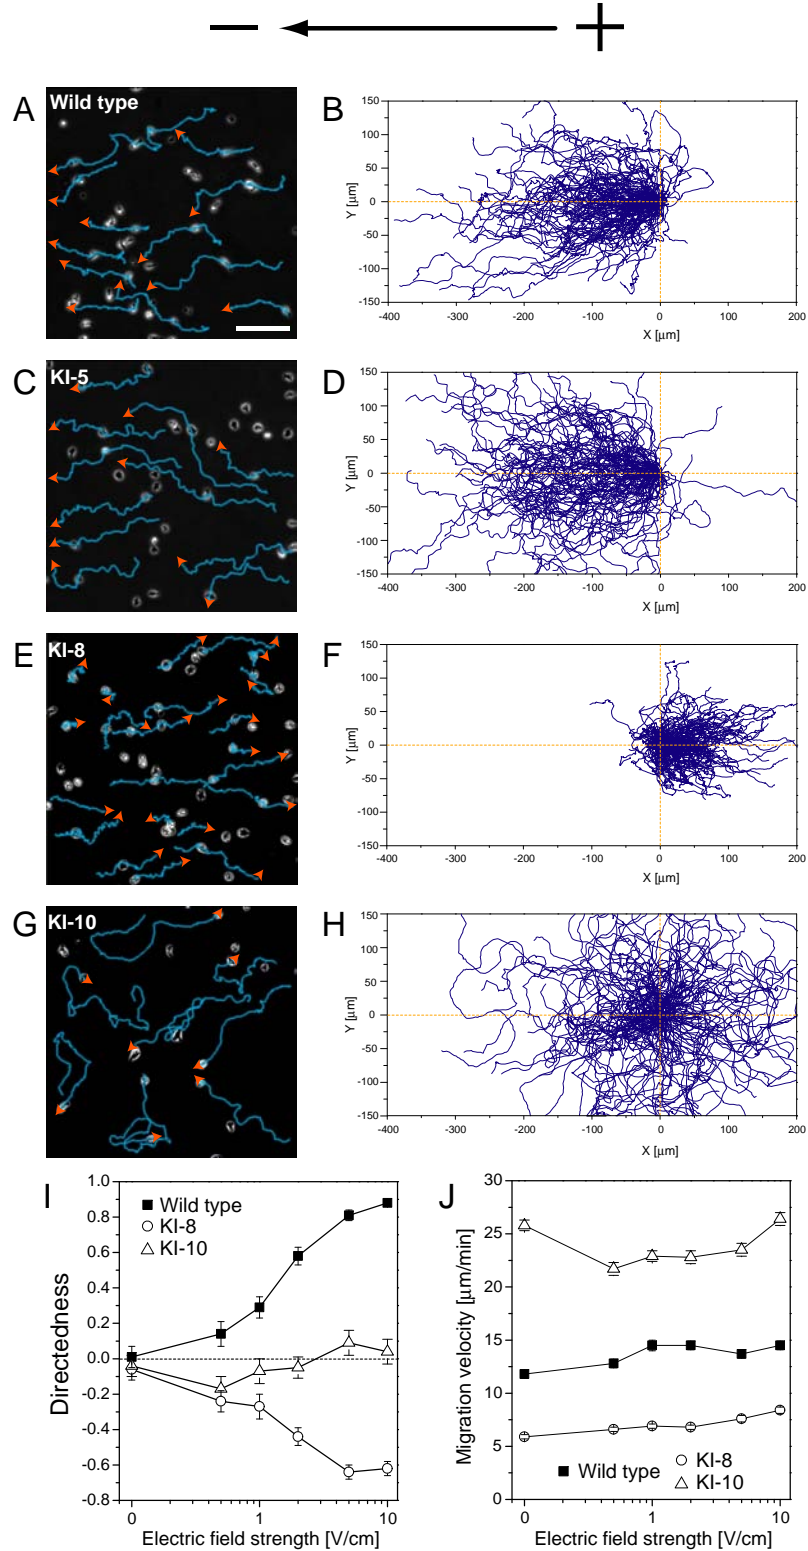 − +
A Wild type
B
150
100
50
0
-50
-100
-150
Y [μm]
-400 -300 -200 -100 0 100 200
X [μm]
C KI-5
D
150
100
50
0
-50
-100
-150
Y [μm]
-400 -300 -200 -100 0 100 200
X [μm]
E KI-8
F
150
100
50
0
-50
-100
-150
Y [μm]
-400 -300 -200 -100 0 100 200
X [μm]
G KI-10
H
150
100
50
0
-50
-100
-150
Y [μm]
-400 -300 -200 -100 0 100 200
X [μm]
I
1.0
0.8
0.6
0.4
0.2
0.0
-0.2
-0.4
-0.6
-0.8
Directedness
Wild type
KI-8
KI-10
0 1 10
Electric field strength [V/cm]
J
30
25
20
15
10
5
0
Migration velocity [μm/min]
Wild type
KI-8
KI-10
0 1 10
Electric field strength [V/cm]